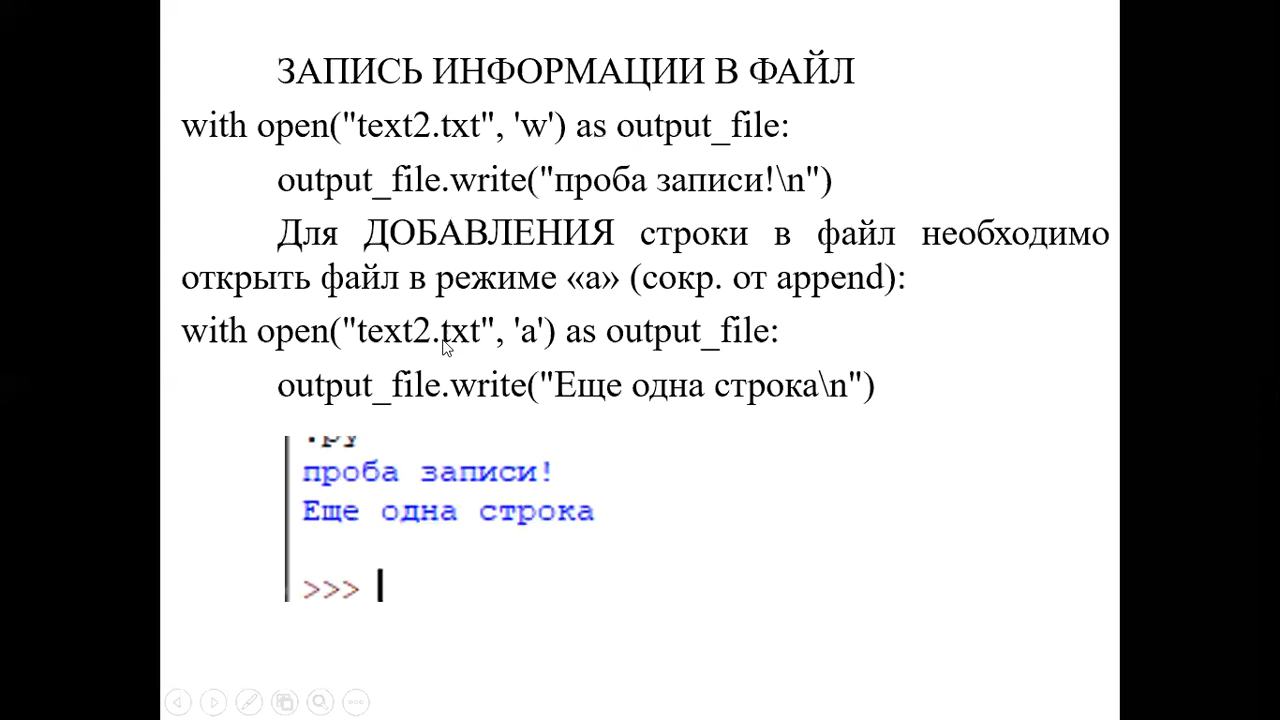 ЗАПИСЬ ИНФОРМАЦИИ В ФАЙЛ
with open("text2.txt", 'w') as output_file:
output_file.write("проба записи!\n")
Для ДОБАВЛЕНИЯ строки в файл необходимо
открыть файл в режиме «a» (сокр. от append):
with open("text2.txt", 'a') as output_file:
output_file.write("Еще одна строка\n")
.py
проба записи!
Еще одна строка
>>>